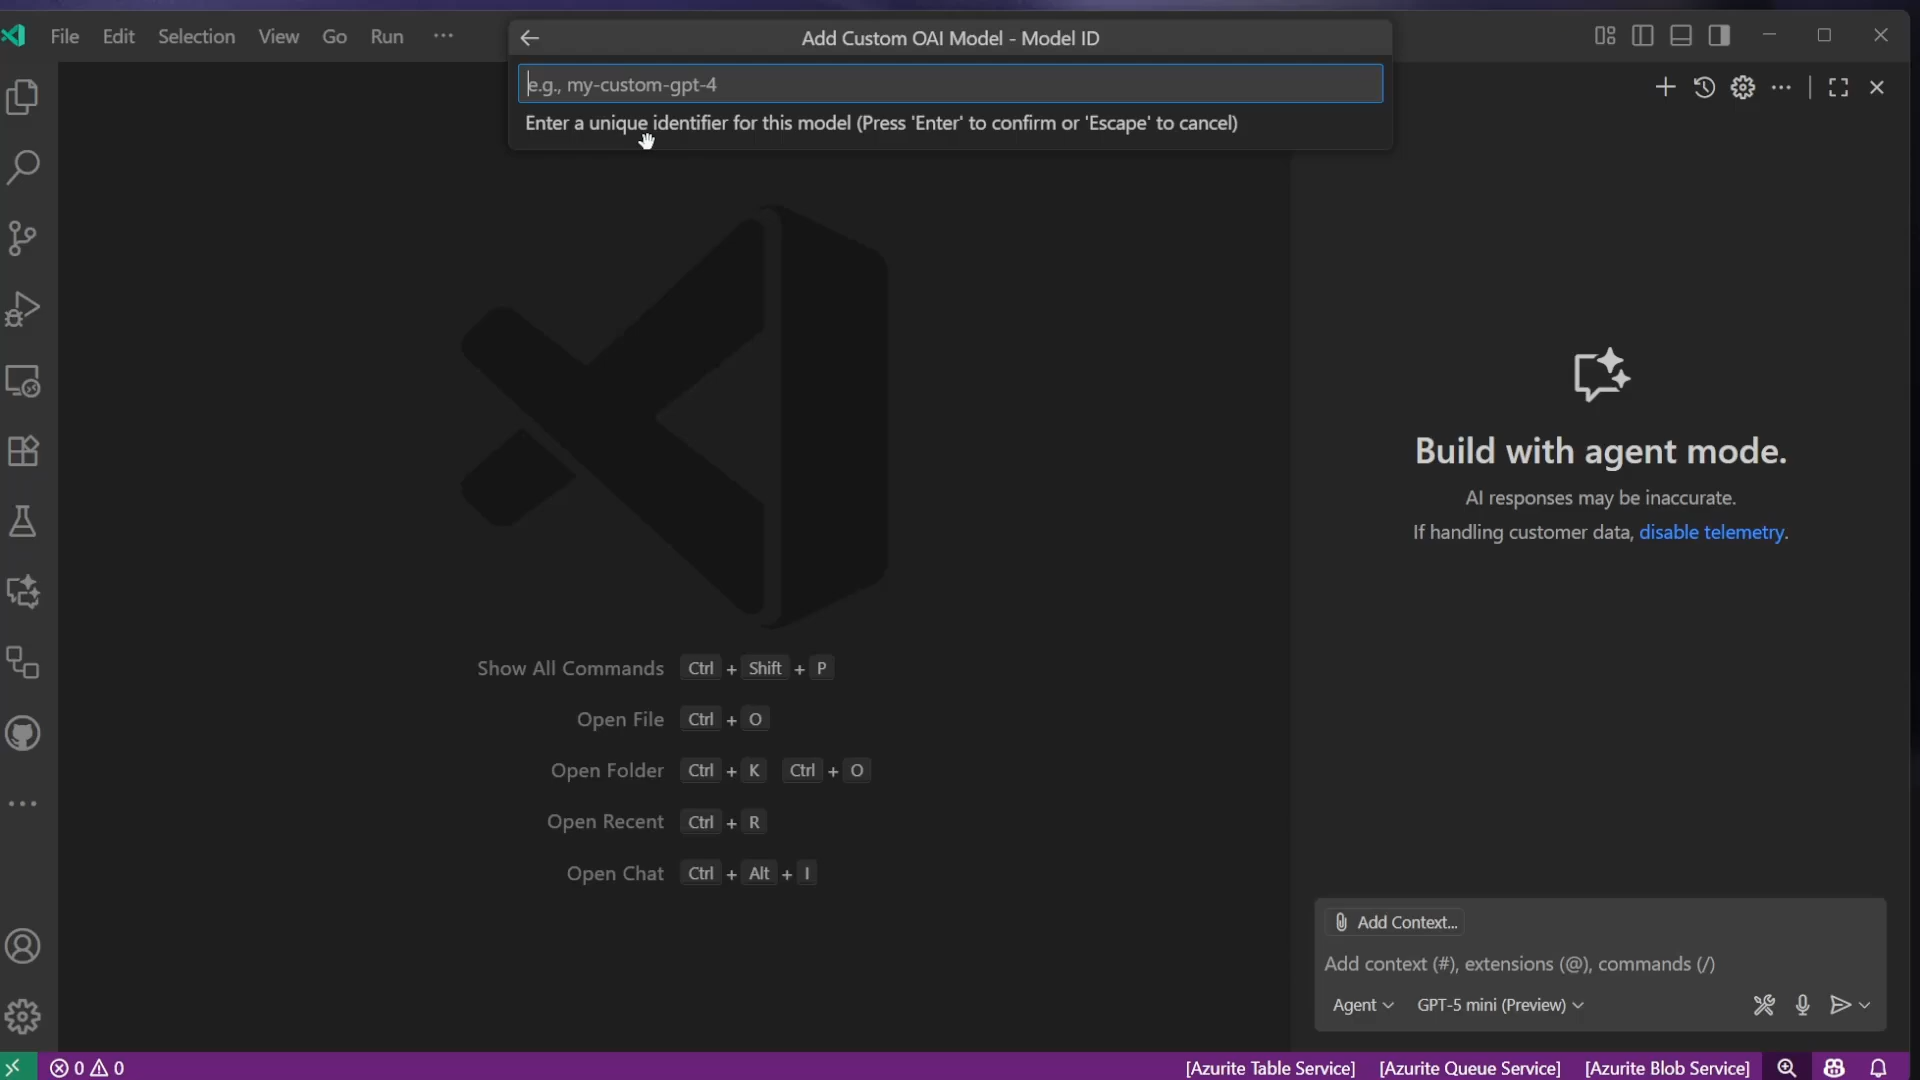 File Edit Selection View Go Run ···
Add Custom OAI Model - Model ID
e.g., my-custom-gpt-4
Enter a unique identifier for this model (Press 'Enter' to confirm or 'Escape' to cancel)
Build with agent mode.
AI responses may be inaccurate.
If handling customer data, disable telemetry.
Show All Commands Ctrl + Shift + P
Open File Ctrl + O
Open Folder Ctrl + K Ctrl + O
Open Recent Ctrl + R
Open Chat Ctrl + Alt + I
Add Context...
Add context (#), extensions (@), commands (/)
Agent GPT-5 mini (Preview)
0 0 [Azurite Table Service] [Azurite Queue Service] [Azurite Blob Service]